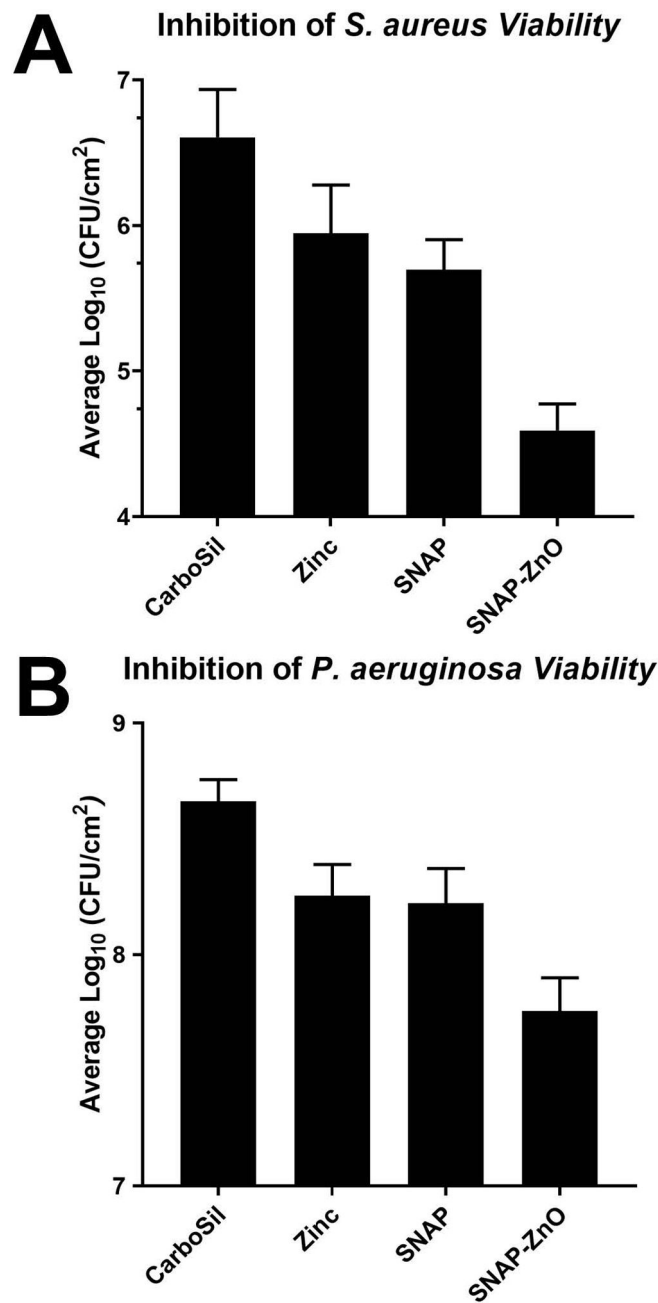 A
Inhibition of S. aureus Viability
Average Log10 (CFU/cm2)
7
6
5
4
CarboSil
Zinc
SNAP
SNAP-ZnO
B
Inhibition of P. aeruginosa Viability
Average Log10 (CFU/cm2)
9
8
7
CarboSil
Zinc
SNAP
SNAP-ZnO